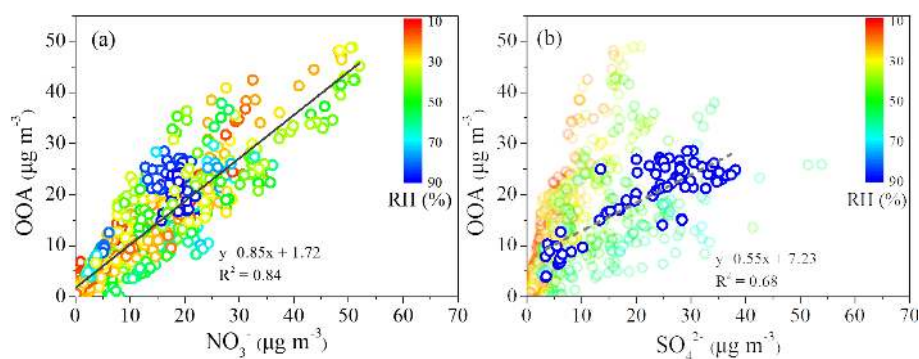 (a)
OOA (μg m⁻³)
50
40
30
20
10
0
10
30
50
70
90
RH (%)
y 0.85x + 1.72
R² = 0.84
0 10 20 30 40 50 60 70
NO₃⁻ (μg m⁻³)
(b)
OOA (μg m⁻³)
50
40
30
20
10
0
10
30
50
70
90
RH (%)
y 0.55x + 7.23
R² = 0.68
0 10 20 30 40 50 60 70
SO₄²⁻ (μg m⁻³)